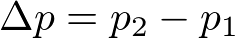 Δp = p₂ − p₁